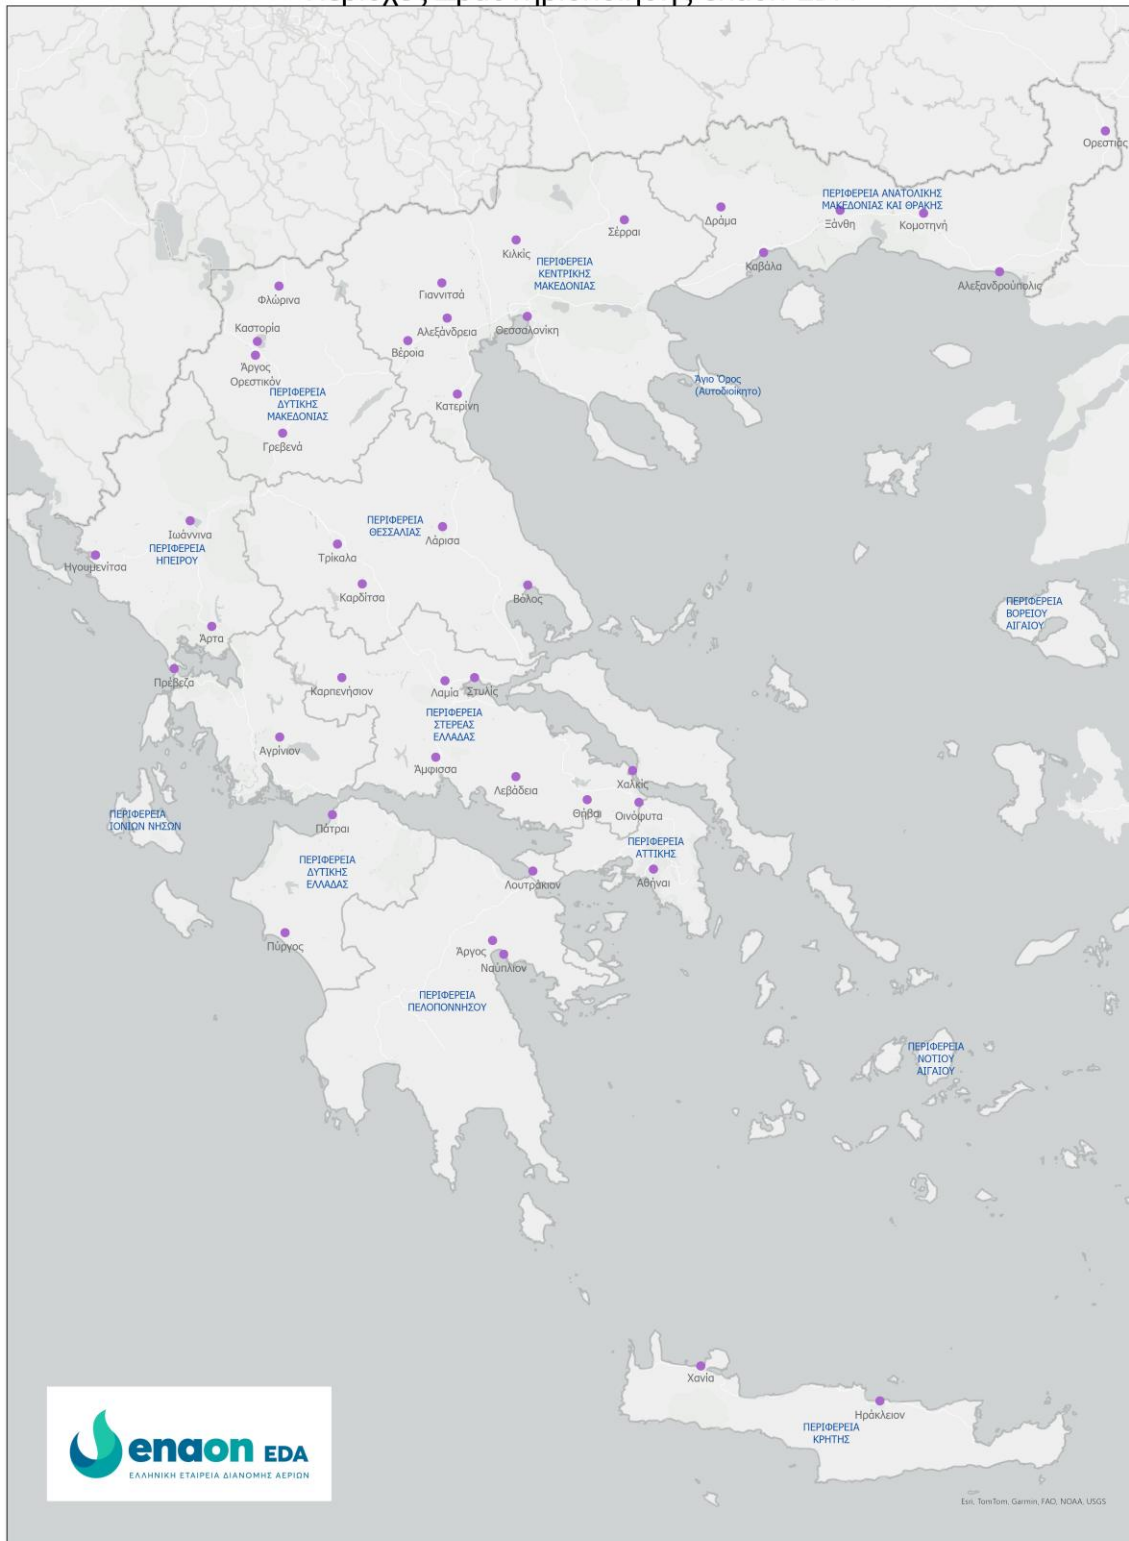 Ορεστιάς
ΠΕΡΙΦΕΡΕΙΑ ΑΝΑΤΟΛΙΚΗΣ
ΜΑΚΕΔΟΝΙΑΣ ΚΑΙ ΘΡΑΚΗΣ
Δράμα
Ξάνθη
Κομοτηνή
Σέρραι
Κιλκίς
Καβάλα
ΠΕΡΙΦΕΡΕΙΑ
ΚΕΝΤΡΙΚΗΣ
ΜΑΚΕΔΟΝΙΑΣ
Αλεξανδρούπολις
Γιαννιτσά
Φλώρινα
Αλεξάνδρεια
Θεσσαλονίκη
Καστορία
Βέροια
Άργος
Ορεστικόν
Άγιο Όρος
(Αυτοδιοίκητο)
ΠΕΡΙΦΕΡΕΙΑ
ΔΥΤΙΚΗΣ
ΜΑΚΕΔΟΝΙΑΣ
Κατερίνη
Γρεβενά
Ιωάννινα
ΠΕΡΙΦΕΡΕΙΑ
ΗΠΕΙΡΟΥ
ΠΕΡΙΦΕΡΕΙΑ
ΘΕΣΣΑΛΙΑΣ
Λάρισα
Ηγουμενίτσα
Τρίκαλα
Καρδίτσα
Βόλος
ΠΕΡΙΦΕΡΕΙΑ
ΒΟΡΕΙΟΥ
ΑΙΓΑΙΟΥ
Άρτα
Πρέβεζα
Καρπενήσιον
Λαμία
Στυλίς
ΠΕΡΙΦΕΡΕΙΑ
ΣΤΕΡΕΑΣ
ΕΛΛΑΔΑΣ
Αγρίνιον
Άμφισσα
Λεβάδεια
Χαλκίς
Θήβαι
Οινόφυτα
ΠΕΡΙΦΕΡΕΙΑ
ΙΟΝΙΩΝ ΝΗΣΩΝ
Πάτραι
ΠΕΡΙΦΕΡΕΙΑ
ΑΤΤΙΚΗΣ
ΠΕΡΙΦΕΡΕΙΑ
ΔΥΤΙΚΗΣ
ΕΛΛΑΔΑΣ
Λουτράκιον
Αθήναι
Πύργος
Άργος
Ναύπλιον
ΠΕΡΙΦΕΡΕΙΑ
ΠΕΛΟΠΟΝΝΗΣΟΥ
ΠΕΡΙΦΕΡΕΙΑ
ΝΟΤΙΟΥ
ΑΙΓΑΙΟΥ
Χανιά
Ηράκλειον
ΠΕΡΙΦΕΡΕΙΑ
ΚΡΗΤΗΣ
enaon EDA
ΕΛΛΗΝΙΚΗ ΕΤΑΙΡΕΙΑ ΔΙΑΝΟΜΗΣ ΑΕΡΙΩΝ
Esri, TomTom, Garmin, FAO, NOAA, USGS